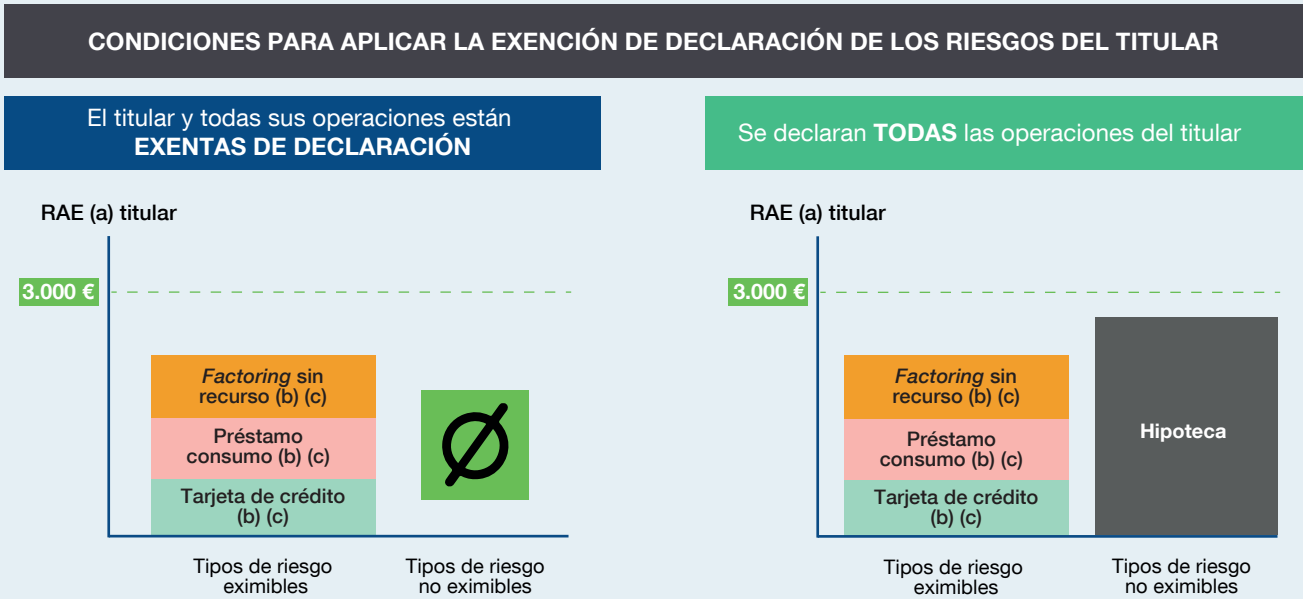 CONDICIONES PARA APLICAR LA EXENCIÓN DE DECLARACIÓN DE LOS RIESGOS DEL TITULAR
El titular y todas sus operaciones están
EXENTAS DE DECLARACIÓN
RAE (a) titular
3.000 €
Factoring sin
recurso (b) (c)
Préstamo
consumo (b) (c)
Tarjeta de crédito
(b) (c)
Tipos de riesgo
eximibles
Tipos de riesgo
no eximibles
Se declaran TODAS las operaciones del titular
RAE (a) titular
3.000 €
Factoring sin
recurso (b) (c)
Préstamo
consumo (b) (c)
Tarjeta de crédito
(b) (c)
Hipoteca
Tipos de riesgo
eximibles
Tipos de riesgo
no eximibles